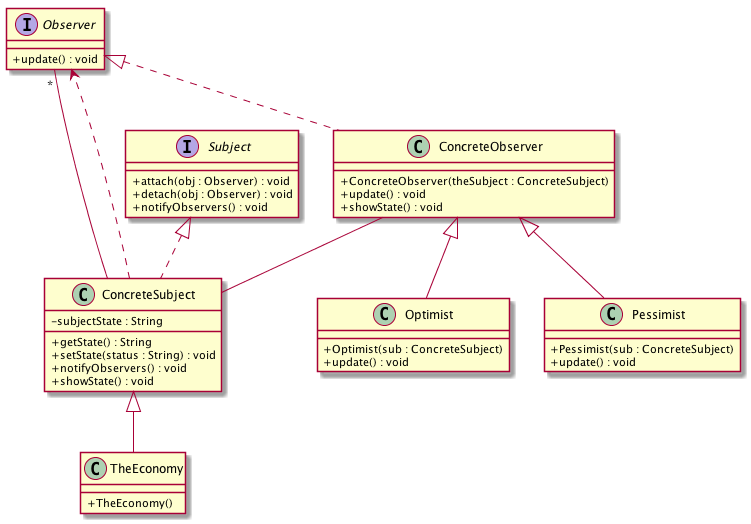 I Observer
+update() : void
*
I Subject
+attach(obj : Observer) : void
+detach(obj : Observer) : void
+notifyObservers() : void
C ConcreteObserver
+ConcreteObserver(theSubject : ConcreteSubject)
+update() : void
+showState() : void
C ConcreteSubject
-subjectState : String
+getState() : String
+setState(status : String) : void
+notifyObservers() : void
+showState() : void
C Optimist
+Optimist(sub : ConcreteSubject)
+update() : void
C Pessimist
+Pessimist(sub : ConcreteSubject)
+update() : void
C TheEconomy
+TheEconomy()